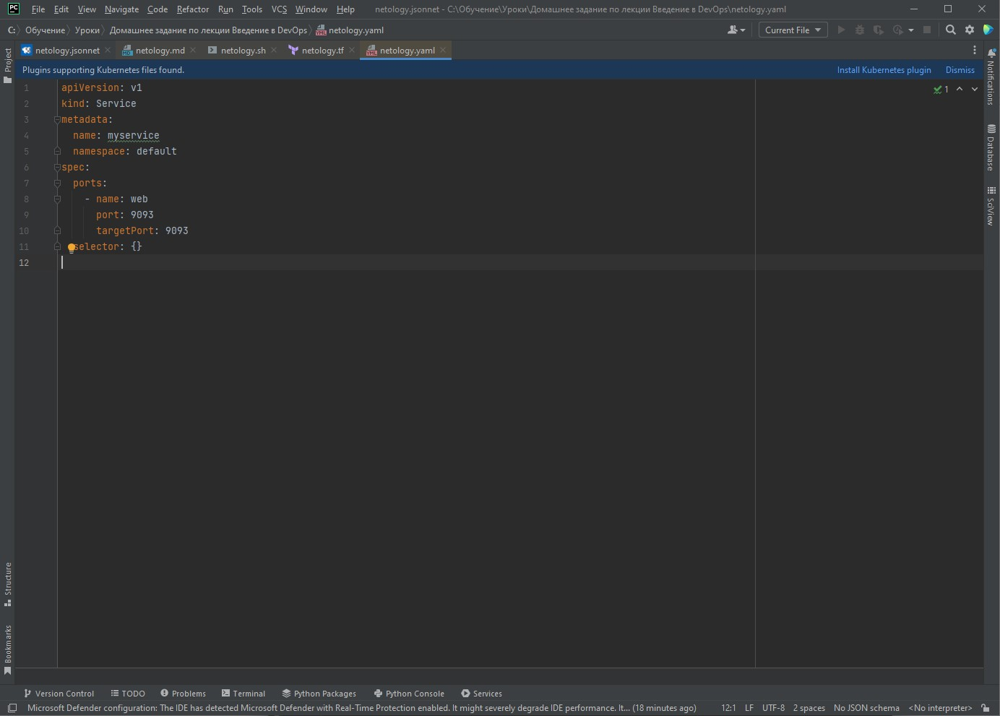 PC File Edit View Navigate Code Refactor Run Tools VCS Window Help netology.jsonnet - C:\Обучение\Уроки\Домашнее задание по лекции Введение в DevOps\netology.yaml
C: Обучение Уроки Домашнее задание по лекции Введение в DevOps netology.yaml Current File
netology.jsonnet netology.md netology.sh netology.tf netology.yaml
Plugins supporting Kubernetes files found. Install Kubernetes plugin Dismiss
1 apiVersion: v1
2 kind: Service
3 metadata:
4 name: myservice
5 namespace: default
6 spec:
7 ports:
8 - name: web
9 port: 9093
10 targetPort: 9093
11 selector: {}
12
1
Project
Structure
Bookmarks
Notifications
Database
SciView
Version Control TODO Problems Terminal Python Packages Python Console Services
Microsoft Defender configuration: The IDE has detected Microsoft Defender with Real-Time Protection enabled. It might severely degrade IDE performance. It... (18 minutes ago) 12:1 LF UTF-8 2 spaces No JSON schema <No interpreter>